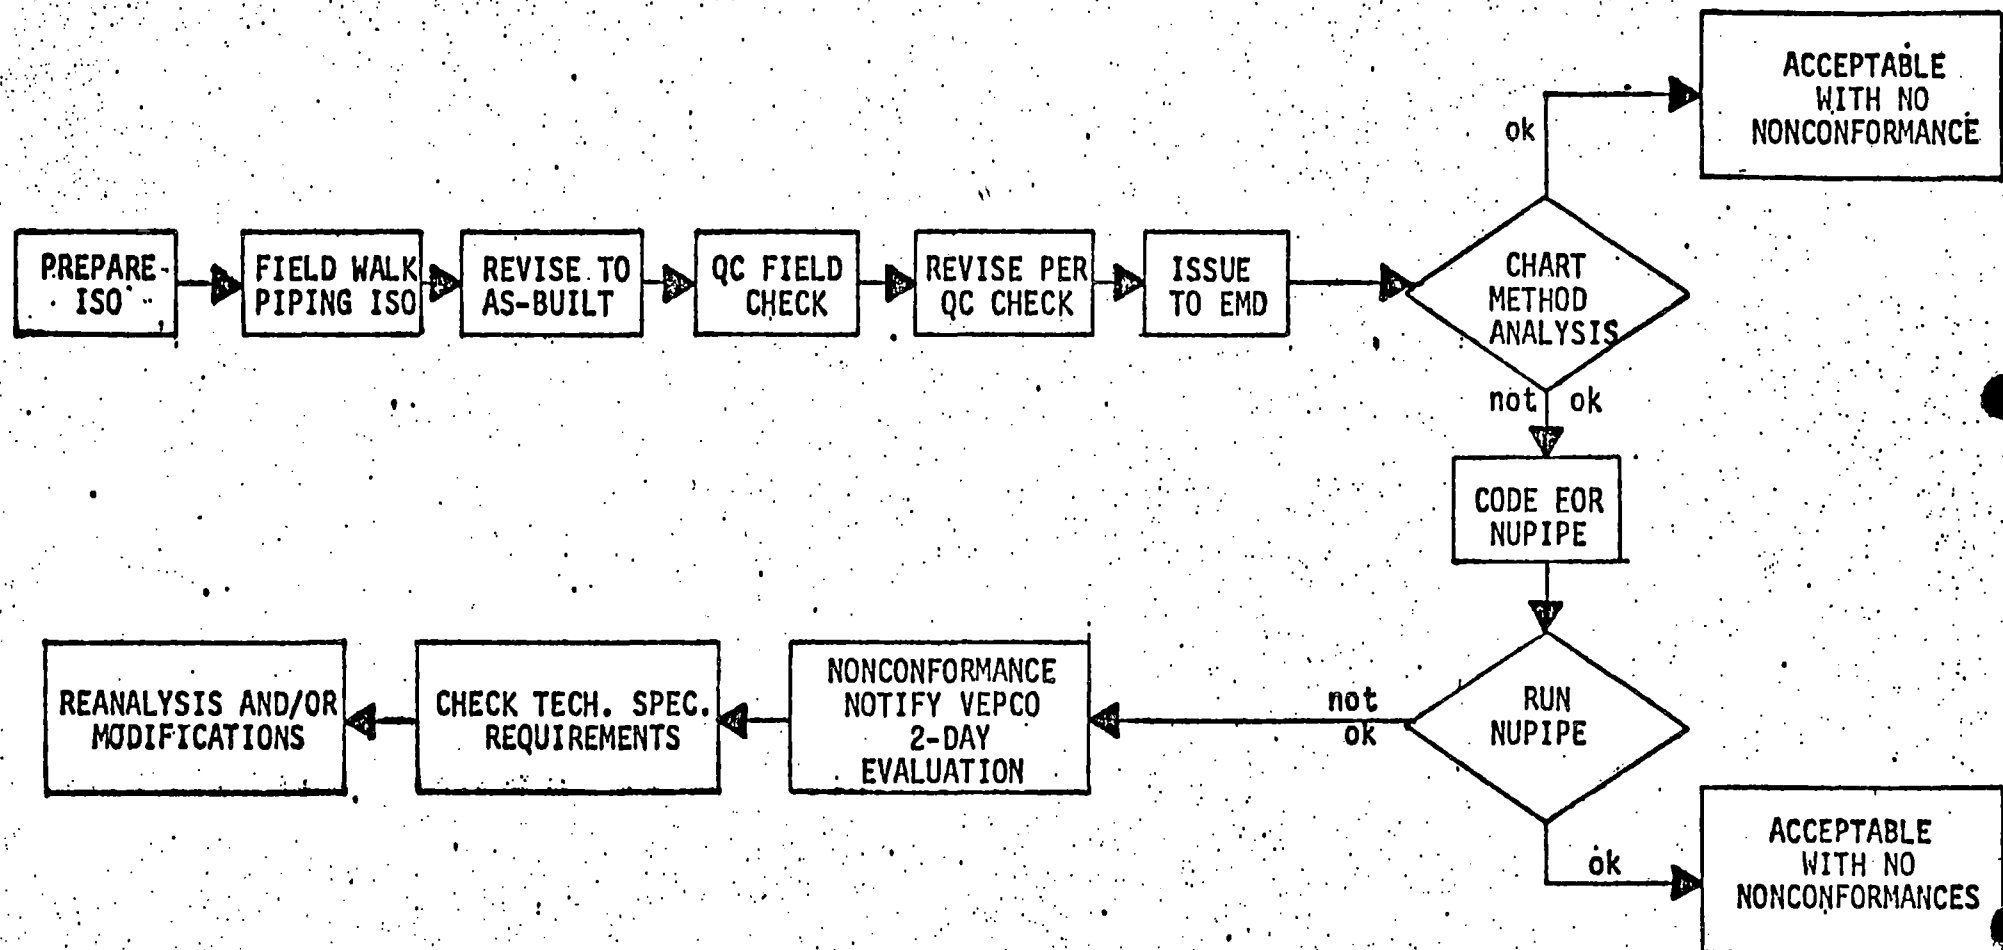 ACCEPTABLE
WITH NO
NONCONFORMANCE
ok
PREPARE
ISO
FIELD WALK
PIPING ISO
REVISE TO
AS-BUILT
QC FIELD
CHECK
REVISE PER
QC CHECK
ISSUE
TO EMD
CHART
METHOD
ANALYSIS
not ok
CODE EOR
NUPIPE
REANALYSIS AND/OR
MODIFICATIONS
CHECK TECH. SPEC.
REQUIREMENTS
NONCONFORMANCE
NOTIFY VEPCO
2-DAY
EVALUATION
not
ok
RUN
NUPIPE
ok
ACCEPTABLE
WITH NO
NONCONFORMANCES